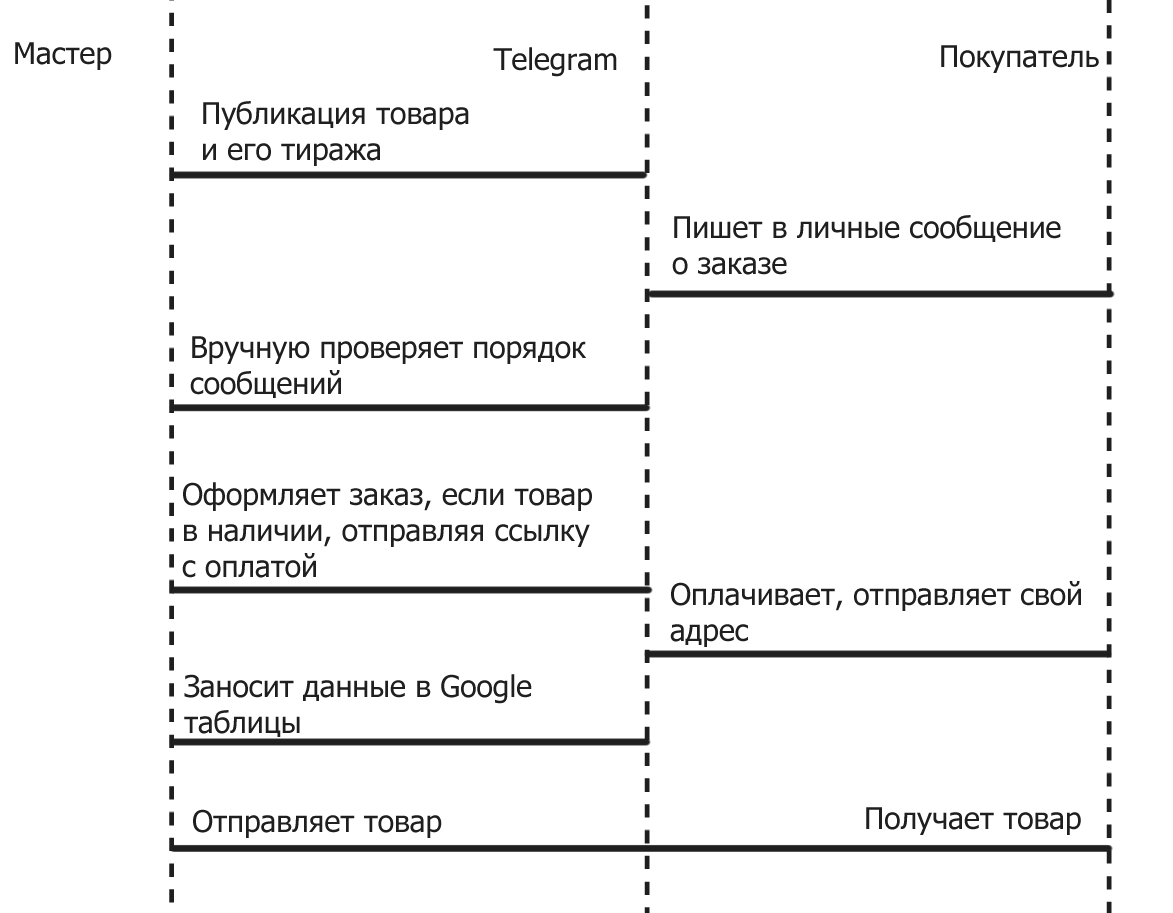 Мастер
Telegram
Покупатель
Публикация товара
и его тиража
Пишет в личные сообщение
о заказе
Вручную проверяет порядок
сообщений
Оформляет заказ, если товар
в наличии, отправляя ссылку
с оплатой
Оплачивает, отправляет свой
адрес
Заносит данные в Google
таблицы
Отправляет товар
Получает товар